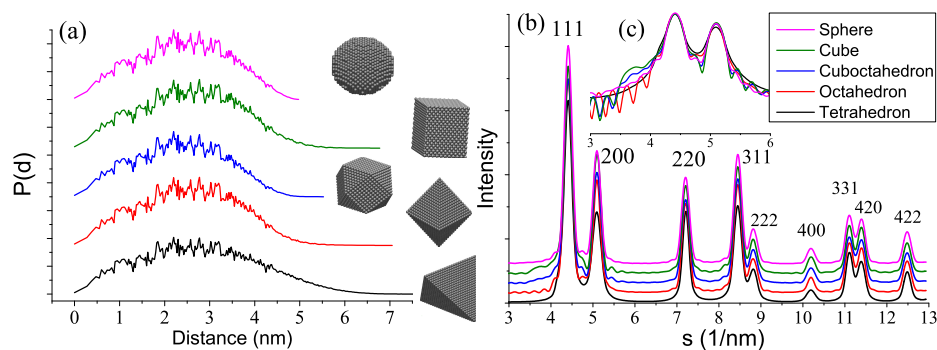 (a)
P(d)
0 1 2 3 4 5 6 7
Distance (nm)
(b)
111
200
220
311
222
400
331
420
422
Intensity
3 4 5 6 7 8 9 10 11 12 13
s (1/nm)
(c)
3 4 5 6
Sphere
Cube
Cuboctahedron
Octahedron
Tetrahedron